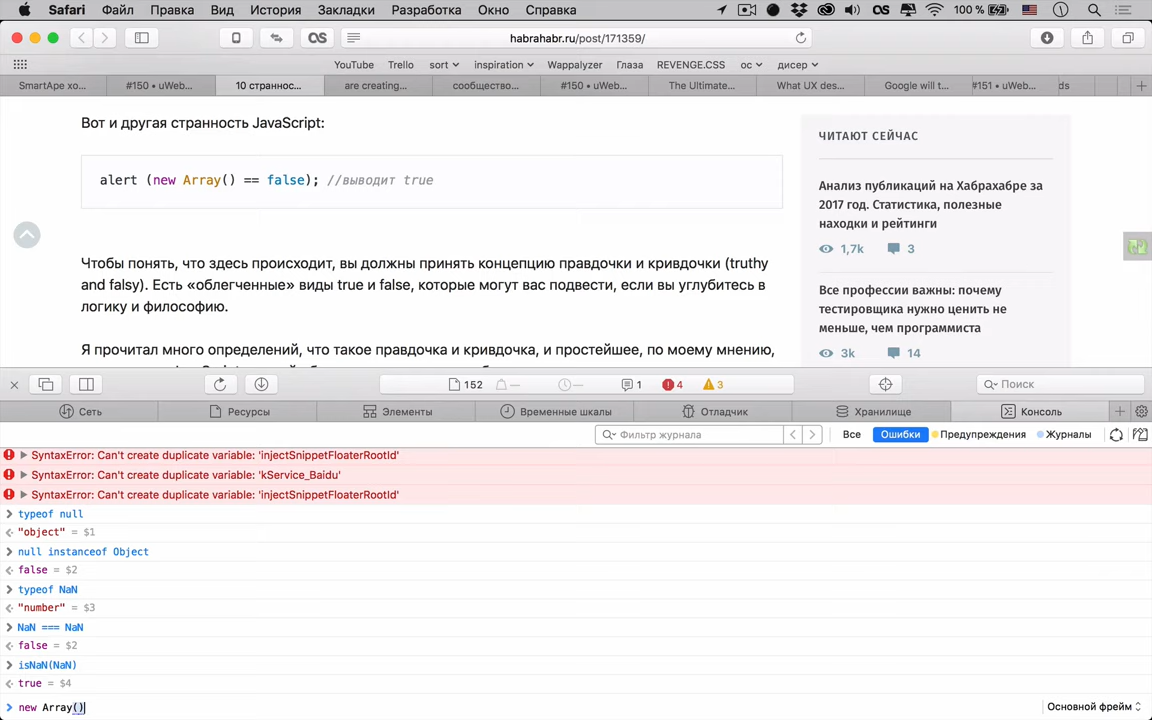 Safari Файл Правка Вид История Закладки Разработка Окно Справка 100 %
habrahabr.ru/post/171359/
YouTube Trello sort inspiration Wappalyzer Глаза REVENGE.CSS ос дисер
SmartApe хо... #150 • uWeb... 10 страннос... are creating... сообщество... #150 • uWeb... The Ultimate... What UX des... Google will t... #151 • uWeb... ds
Вот и другая странность JavaScript:
alert (new Array() == false); //выводит true
Чтобы понять, что здесь происходит, вы должны принять концепцию правдочки и кривдочки (truthy
and falsy). Есть «облегченные» виды true и false, которые могут вас подвести, если вы углубитесь в
логику и философию.
Я прочитал много определений, что такое правдочка и кривдочка, и простейшее, по моему мнению,
ЧИТАЮТ СЕЙЧАС
Анализ публикаций на Хабрахабре за
2017 год. Статистика, полезные
находки и рейтинги
1,7k 3
Все профессии важны: почему
тестировщика нужно ценить не
меньше, чем программиста
3k 14
152 — — 1 4 3 Поиск
Сеть Ресурсы Элементы Временные шкалы Отладчик Хранилище Консоль
Фильтр журнала Все Ошибки Предупреждения Журналы
SyntaxError: Can't create duplicate variable: 'injectSnippetFloaterRootId'
SyntaxError: Can't create duplicate variable: 'kService_Baidu'
SyntaxError: Can't create duplicate variable: 'injectSnippetFloaterRootId'
typeof null
"object" = $1
null instanceof Object
false = $2
typeof NaN
"number" = $3
NaN === NaN
false = $2
isNaN(NaN)
true = $4
new Array()
Основной фрейм